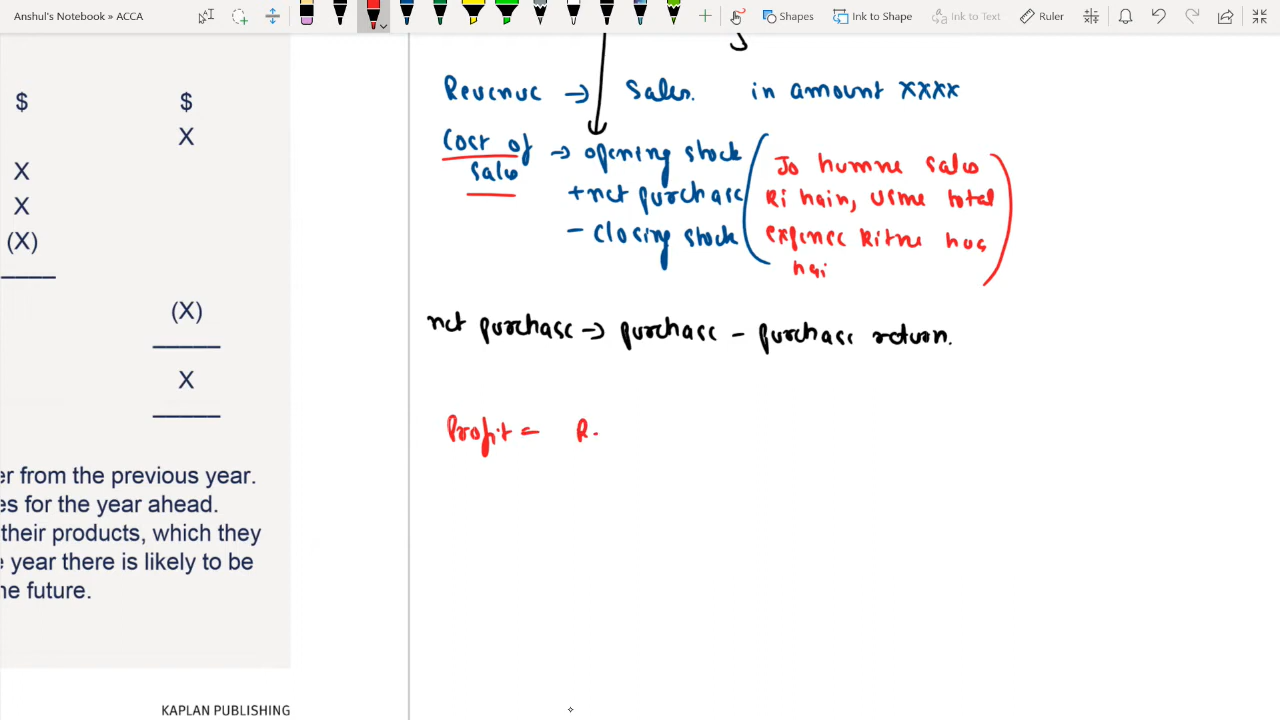 Anshul's Notebook » ACCA
Shapes
Ink to Shape
Ink to Text
Ruler
$ $
X
X
X
(X)
(X)
X
er from the previous year.
es for the year ahead.
their products, which they
e year there is likely to be
he future.
KAPLAN PUBLISHING
Revenue → Sales. in amount xxxx
Cost of sales → opening stock
+ net purchase
- closing stock
(Jo humne sales
ki hain, usme total
expense kitne hue
hai)
net purchase → purchase - purchase return.
Profit = R.